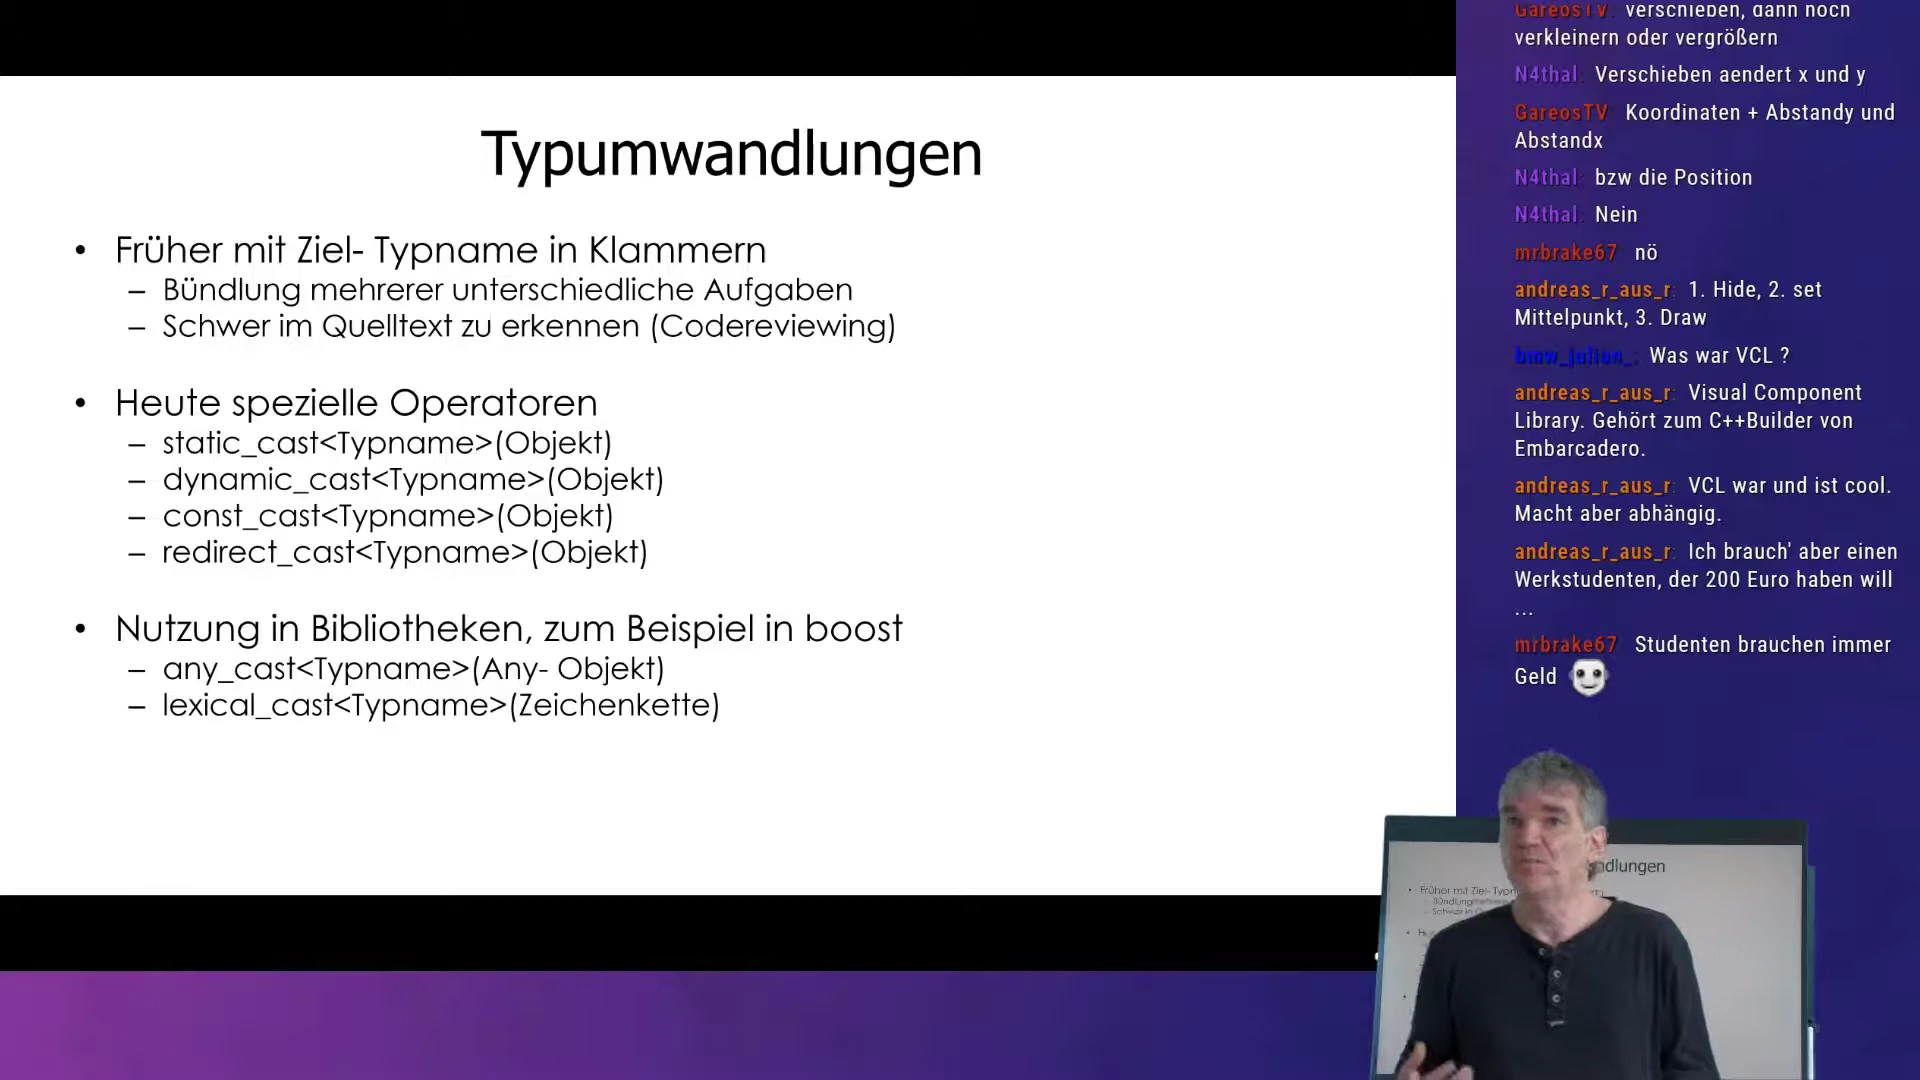 Typumwandlungen
• Früher mit Ziel- Typname in Klammern
– Bündlung mehrerer unterschiedliche Aufgaben
– Schwer im Quelltext zu erkennen (Codereviewing)
• Heute spezielle Operatoren
– static_cast<Typname>(Objekt)
– dynamic_cast<Typname>(Objekt)
– const_cast<Typname>(Objekt)
– redirect_cast<Typname>(Objekt)
• Nutzung in Bibliotheken, zum Beispiel in boost
– any_cast<Typname>(Any- Objekt)
– lexical_cast<Typname>(Zeichenkette)
GareosTV: verschieben, dann noch
verkleinern oder vergrößern
N4thal: Verschieben aendert x und y
GareosTV: Koordinaten + Abstandy und
Abstandx
N4thal: bzw die Position
N4thal: Nein
mrbrake67: nö
andreas_r_aus_r: 1. Hide, 2. set
Mittelpunkt, 3. Draw
bmw_julion_: Was war VCL ?
andreas_r_aus_r: Visual Component
Library. Gehört zum C++Builder von
Embarcadero.
andreas_r_aus_r: VCL war und ist cool.
Macht aber abhängig.
andreas_r_aus_r: Ich brauch' aber einen
Werkstudenten, der 200 Euro haben will
...
mrbrake67: Studenten brauchen immer
Geld
dlungen
• Früher mit Ziel- Typn